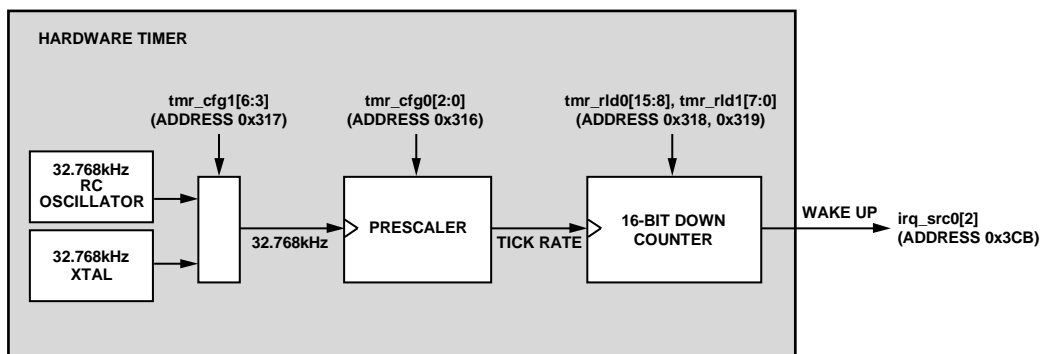 HARDWARE TIMER
tmr_cfg1[6:3]
(ADDRESS 0x317)
tmr_cfg0[2:0]
(ADDRESS 0x316)
tmr_rld0[15:8], tmr_rld1[7:0]
(ADDRESS 0x318, 0x319)
32.768kHz
RC
OSCILLATOR
32.768kHz
XTAL
32.768kHz
PRESCALER
TICK RATE
16-BIT DOWN
COUNTER
WAKE UP
irq_src0[2]
(ADDRESS 0x3CB)